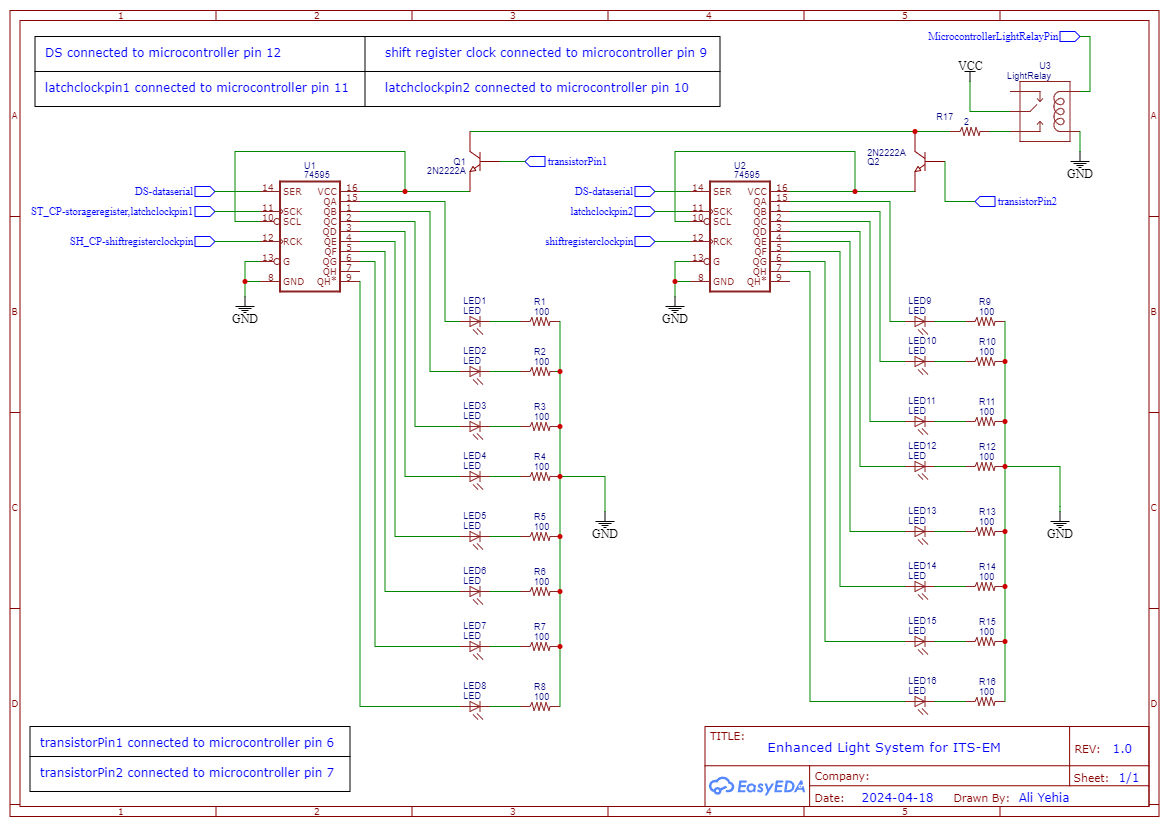 1 2 3 4 5
DS connected to microcontroller pin 12
shift register clock connected to microcontroller pin 9
latchclockpin1 connected to microcontroller pin 11
latchclockpin2 connected to microcontroller pin 10
MicrocontrollerLightRelayPin
VCC
U3
LightRelay
R17
2
GND
A A
Q1
2N2222A
transistorPin1
2N2222A
Q2
transistorPin2
U1
74595
DS-dataserial
ST_CP-storageregister,latchclockpin1
SH_CP-shiftregisterclockpin
14 SER VCC 16
QA 15
11 SCK QB 1
10 SCL QC 2
QD 3
12 RCK QE 4
QF 5
13 G QG 6
QH 7
8 GND QH* 9
GND
U2
74595
DS-dataserial
latchclockpin2
shiftregisterclockpin
14 SER VCC 16
QA 15
11 SCK QB 1
10 SCL QC 2
QD 3
12 RCK QE 4
QF 5
13 G QG 6
QH 7
8 GND QH* 9
GND
B B
LED1
LED
R1
100
LED2
LED
R2
100
LED3
LED
R3
100
LED4
LED
R4
100
LED5
LED
R5
100
LED6
LED
R6
100
LED7
LED
R7
100
LED8
LED
R8
100
GND
LED9
LED
R9
100
LED10
LED
R10
100
LED11
LED
R11
100
LED12
LED
R12
100
LED13
LED
R13
100
LED14
LED
R14
100
LED15
LED
R15
100
LED16
LED
R16
100
GND
C C
D D
transistorPin1 connected to microcontroller pin 6
transistorPin2 connected to microcontroller pin 7
TITLE:
Enhanced Light System for ITS-EM
REV: 1.0
EasyEDA
Company:
Sheet: 1/1
Date: 2024-04-18
Drawn By: Ali Yehia
1 2 3 4 5